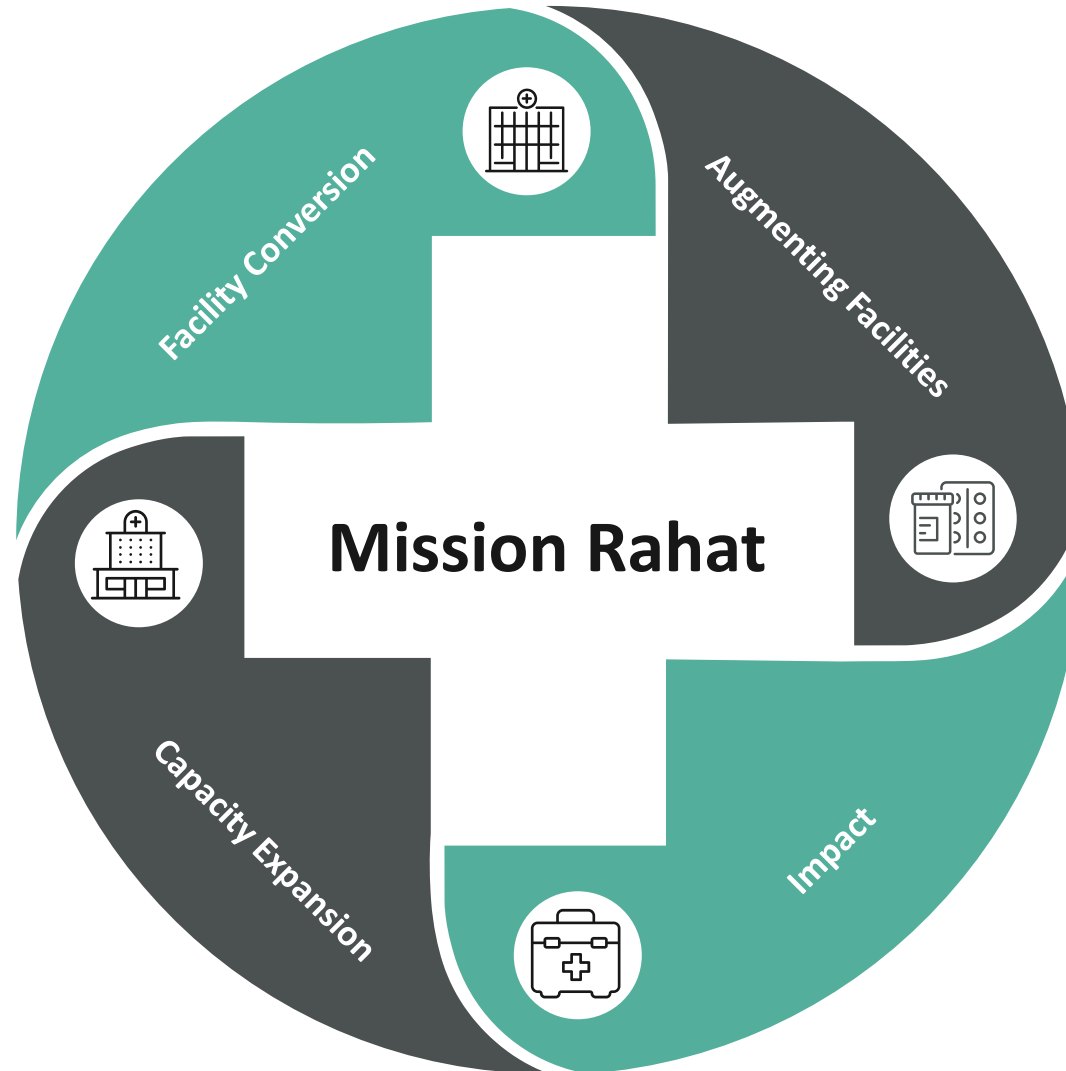 Facility Conversion
Augmenting Facilities
Mission Rahat
Capacity Expansion
Impact